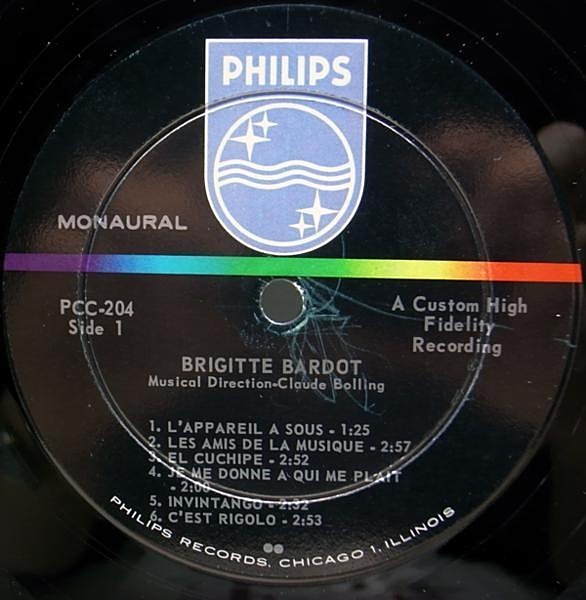 PHILIPS
MONAURAL
PCC-204
Side 1
A Custom High
Fidelity
Recording
BRIGITTE BARDOT
Musical Direction-Claude Bolling
1. L'APPAREIL A SOUS - 1:25
2. LES AMIS DE LA MUSIQUE - 2:57
3. EL CUCHIPE - 2:52
4. JE ME DONNE A QUI ME PLAIT
- 2:00
5. INVINTANGO - 2:32
6. C'EST RIGOLO - 2:53
PHILIPS RECORDS, CHICAGO 1, ILLINOIS